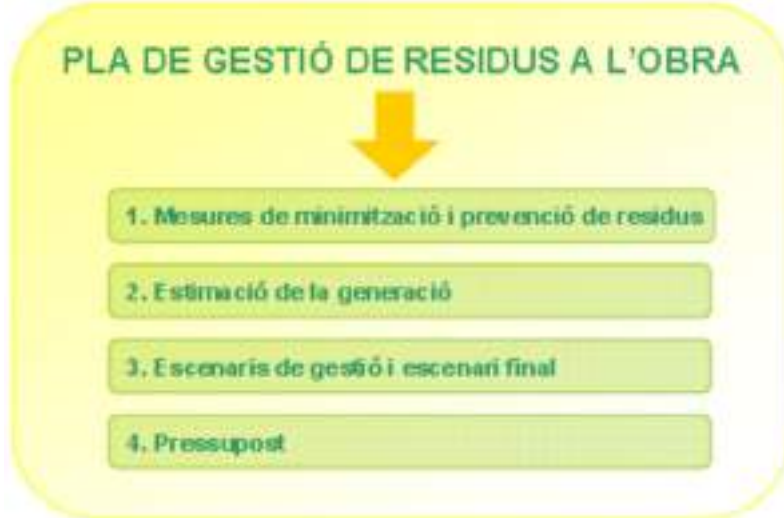 PLA DE GESTIÓ DE RESIDUS A L'OBRA
1. Mesures de minimització i prevenció de residus
2. Estimació de la generació
3. Escenaris de gestió i escenari final
4. Pressupost